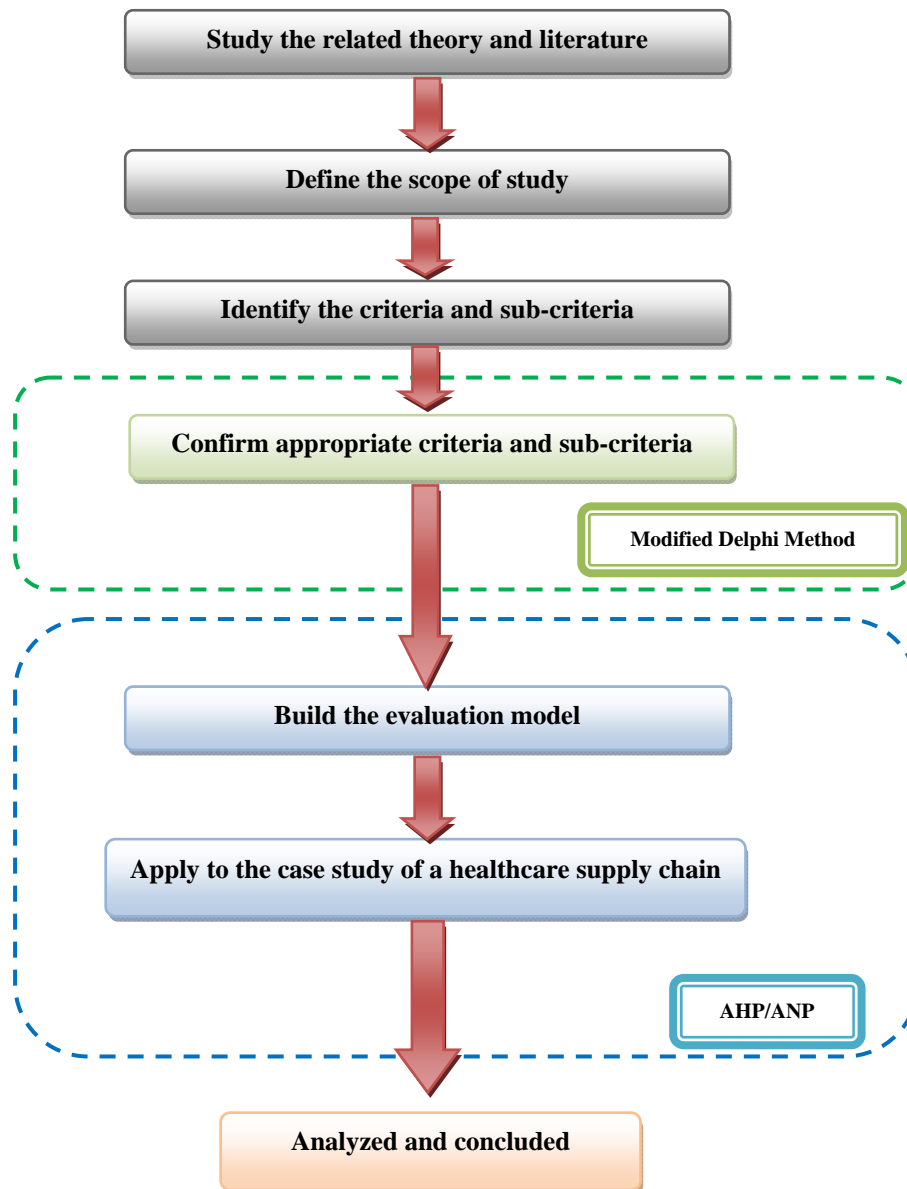 Study the related theory and literature
Define the scope of study
Identify the criteria and sub-criteria
Confirm appropriate criteria and sub-criteria
Modified Delphi Method
Build the evaluation model
Apply to the case study of a healthcare supply chain
AHP/ANP
Analyzed and concluded